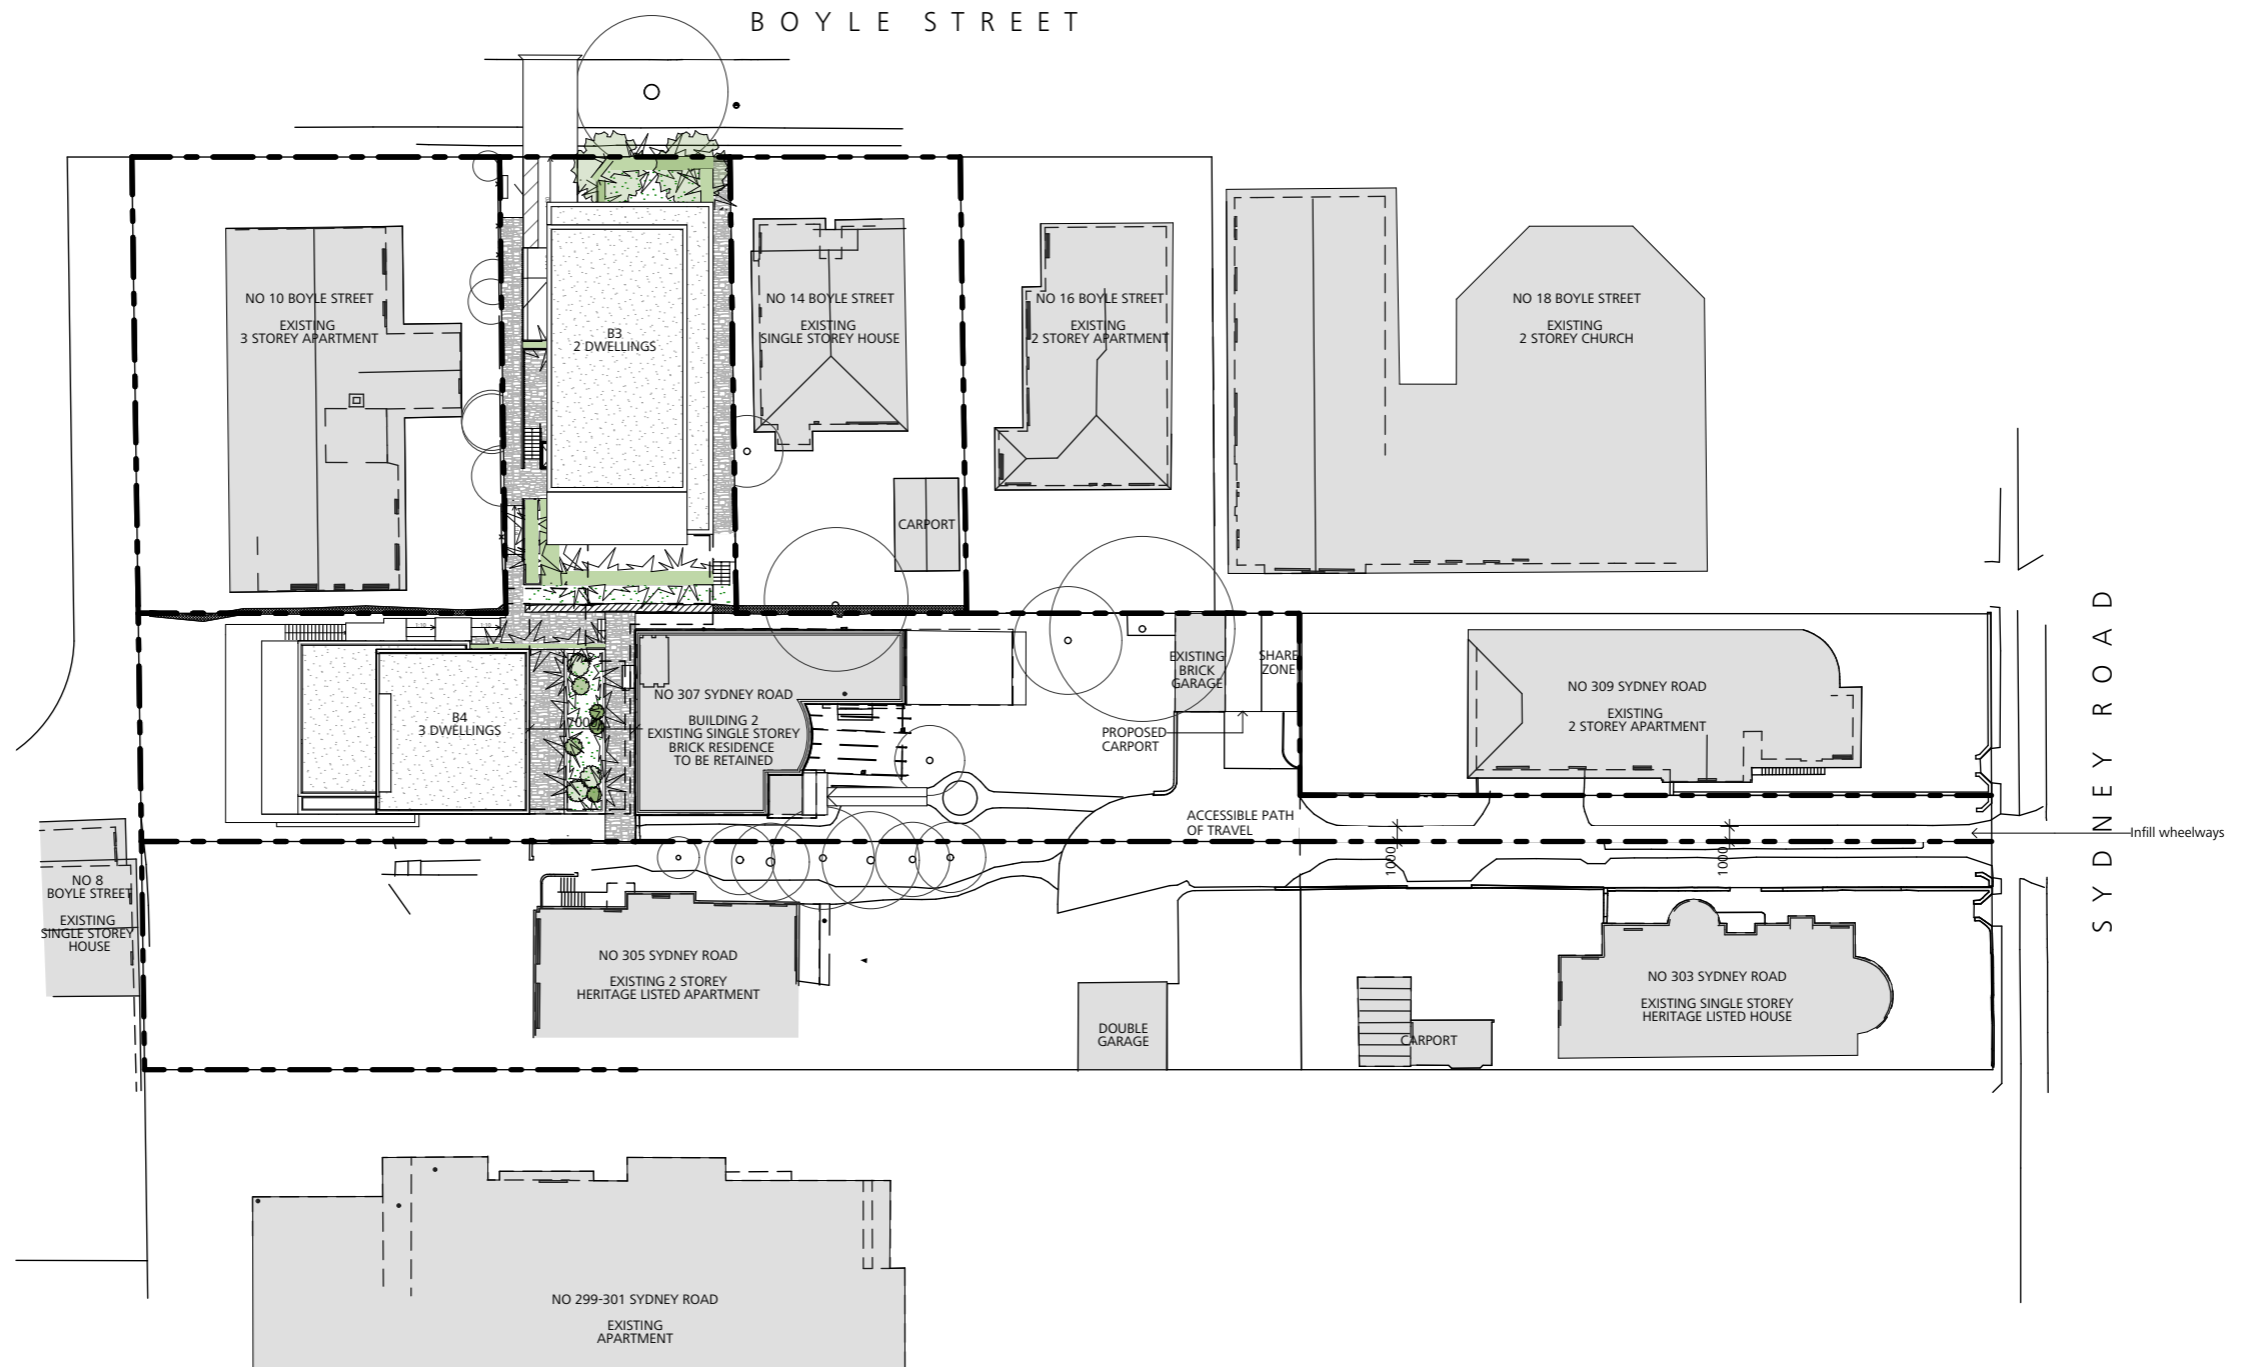 BOYLE STREET
NO 10 BOYLE STREET
EXISTING
3 STOREY APARTMENT
B3
2 DWELLINGS
NO 14 BOYLE STREET
EXISTING
SINGLE STOREY HOUSE
NO 16 BOYLE STREET
EXISTING
2 STOREY APARTMENT
NO 18 BOYLE STREET
EXISTING
2 STOREY CHURCH
CARPORT
B4
3 DWELLINGS
7000
NO 307 SYDNEY ROAD
BUILDING 2
EXISTING SINGLE STOREY
BRICK RESIDENCE
TO BE RETAINED
EXISTING
BRICK
GARAGE
SHARE
ZONE
PROPOSED
CARPORT
NO 309 SYDNEY ROAD
EXISTING
2 STOREY APARTMENT
SYDNEY ROAD
ACCESSIBLE PATH
OF TRAVEL
1000
1000
Infill wheelways
NO 8
BOYLE STREET
EXISTING
SINGLE STOREY
HOUSE
NO 305 SYDNEY ROAD
EXISTING 2 STOREY
HERITAGE LISTED APARTMENT
DOUBLE
GARAGE
CARPORT
NO 303 SYDNEY ROAD
EXISTING SINGLE STOREY
HERITAGE LISTED HOUSE
NO 299-301 SYDNEY ROAD
EXISTING
APARTMENT